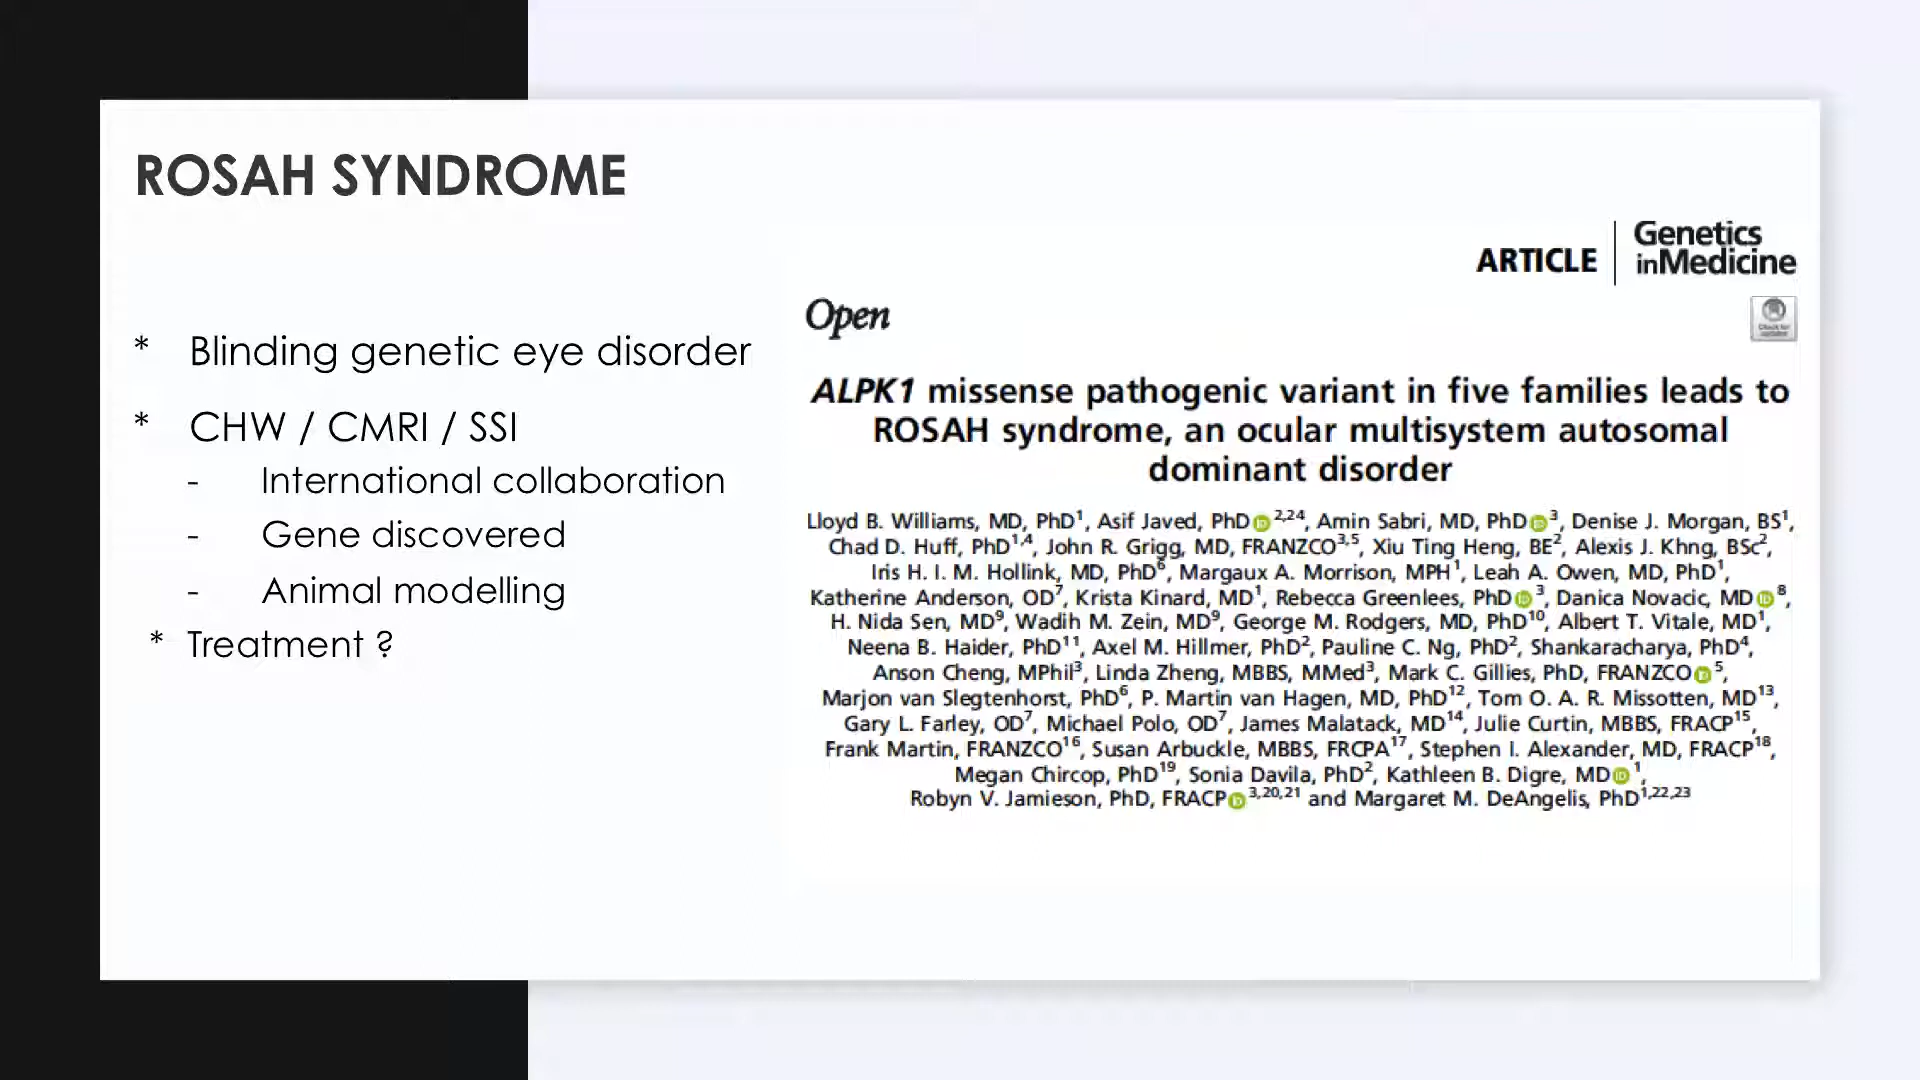 ROSAH SYNDROME
* Blinding genetic eye disorder
* CHW / CMRI / SSI
- International collaboration
- Gene discovered
- Animal modelling
* Treatment ?
ARTICLE
Genetics
inMedicine
Open
Check for
updates
ALPK1 missense pathogenic variant in five families leads to
ROSAH syndrome, an ocular multisystem autosomal
dominant disorder
Lloyd B. Williams, MD, PhD1, Asif Javed, PhD iD 2,24, Amin Sabri, MD, PhD iD 3, Denise J. Morgan, BS1,
Chad D. Huff, PhD1,4, John R. Grigg, MD, FRANZCO3,5, Xiu Ting Heng, BE2, Alexis J. Khng, BSc2,
Iris H. I. M. Hollink, MD, PhD6, Margaux A. Morrison, MPH1, Leah A. Owen, MD, PhD1,
Katherine Anderson, OD7, Krista Kinard, MD1, Rebecca Greenlees, PhD iD 3, Danica Novacic, MD iD 8,
H. Nida Sen, MD9, Wadih M. Zein, MD9, George M. Rodgers, MD, PhD10, Albert T. Vitale, MD1,
Neena B. Haider, PhD11, Axel M. Hillmer, PhD2, Pauline C. Ng, PhD2, Shankaracharya, PhD4,
Anson Cheng, MPhil3, Linda Zheng, MBBS, MMed3, Mark C. Gillies, PhD, FRANZCO iD 5,
Marjon van Slegtenhorst, PhD6, P. Martin van Hagen, MD, PhD12, Tom O. A. R. Missotten, MD13,
Gary L. Farley, OD7, Michael Polo, OD7, James Malatack, MD14, Julie Curtin, MBBS, FRACP15,
Frank Martin, FRANZCO16, Susan Arbuckle, MBBS, FRCPA17, Stephen I. Alexander, MD, FRACP18,
Megan Chircop, PhD19, Sonia Davila, PhD2, Kathleen B. Digre, MD iD 1,
Robyn V. Jamieson, PhD, FRACP iD 3,20,21 and Margaret M. DeAngelis, PhD1,22,23